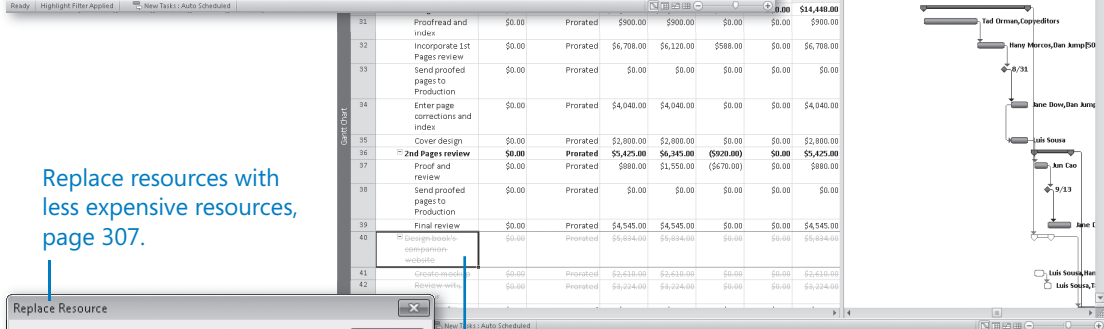 Ready Highlight Filter Applied New Tasks : Auto Scheduled
0.00 $14,448.00
31 Proofread and index $0.00 Prorated $900.00 $900.00 $0.00 $0.00 $900.00
Tad Orman,Copyeditors
32 Incorporate 1st Pages review $0.00 Prorated $6,708.00 $6,120.00 $588.00 $0.00 $6,708.00
Hany Morcos,Dan Jump[50
33 Send proofed pages to Production $0.00 Prorated $0.00 $0.00 $0.00 $0.00 $0.00
8/31
34 Enter page corrections and index $0.00 Prorated $4,040.00 $4,040.00 $0.00 $0.00 $4,040.00
Jane Dow,Dan Jump
Gantt Chart
35 Cover design $0.00 Prorated $2,800.00 $2,800.00 $0.00 $0.00 $2,800.00
Luis Sousa
36 2nd Pages review $0.00 Prorated $5,425.00 $6,345.00 ($920.00) $0.00 $5,425.00
37 Proof and review $0.00 Prorated $880.00 $1,550.00 ($670.00) $0.00 $880.00
Jun Cao
38 Send proofed pages to Production $0.00 Prorated $0.00 $0.00 $0.00 $0.00 $0.00
9/13
39 Final review $0.00 Prorated $4,545.00 $4,545.00 $0.00 $0.00 $4,545.00
Jane D
40 Design book's companion website $0.00 Prorated $5,834.00 $5,834.00 $0.00 $0.00 $5,834.00
41 Create mockup $0.00 Prorated $2,610.00 $2,610.00 $0.00 $0.00 $2,610.00
Luis Sousa,Han
42 Review with $0.00 Prorated $3,224.00 $3,224.00 $0.00 $0.00 $3,224.00
Luis Sousa,T
Replace resources with
less expensive resources,
page 307.
Replace Resource
New Tasks : Auto Scheduled